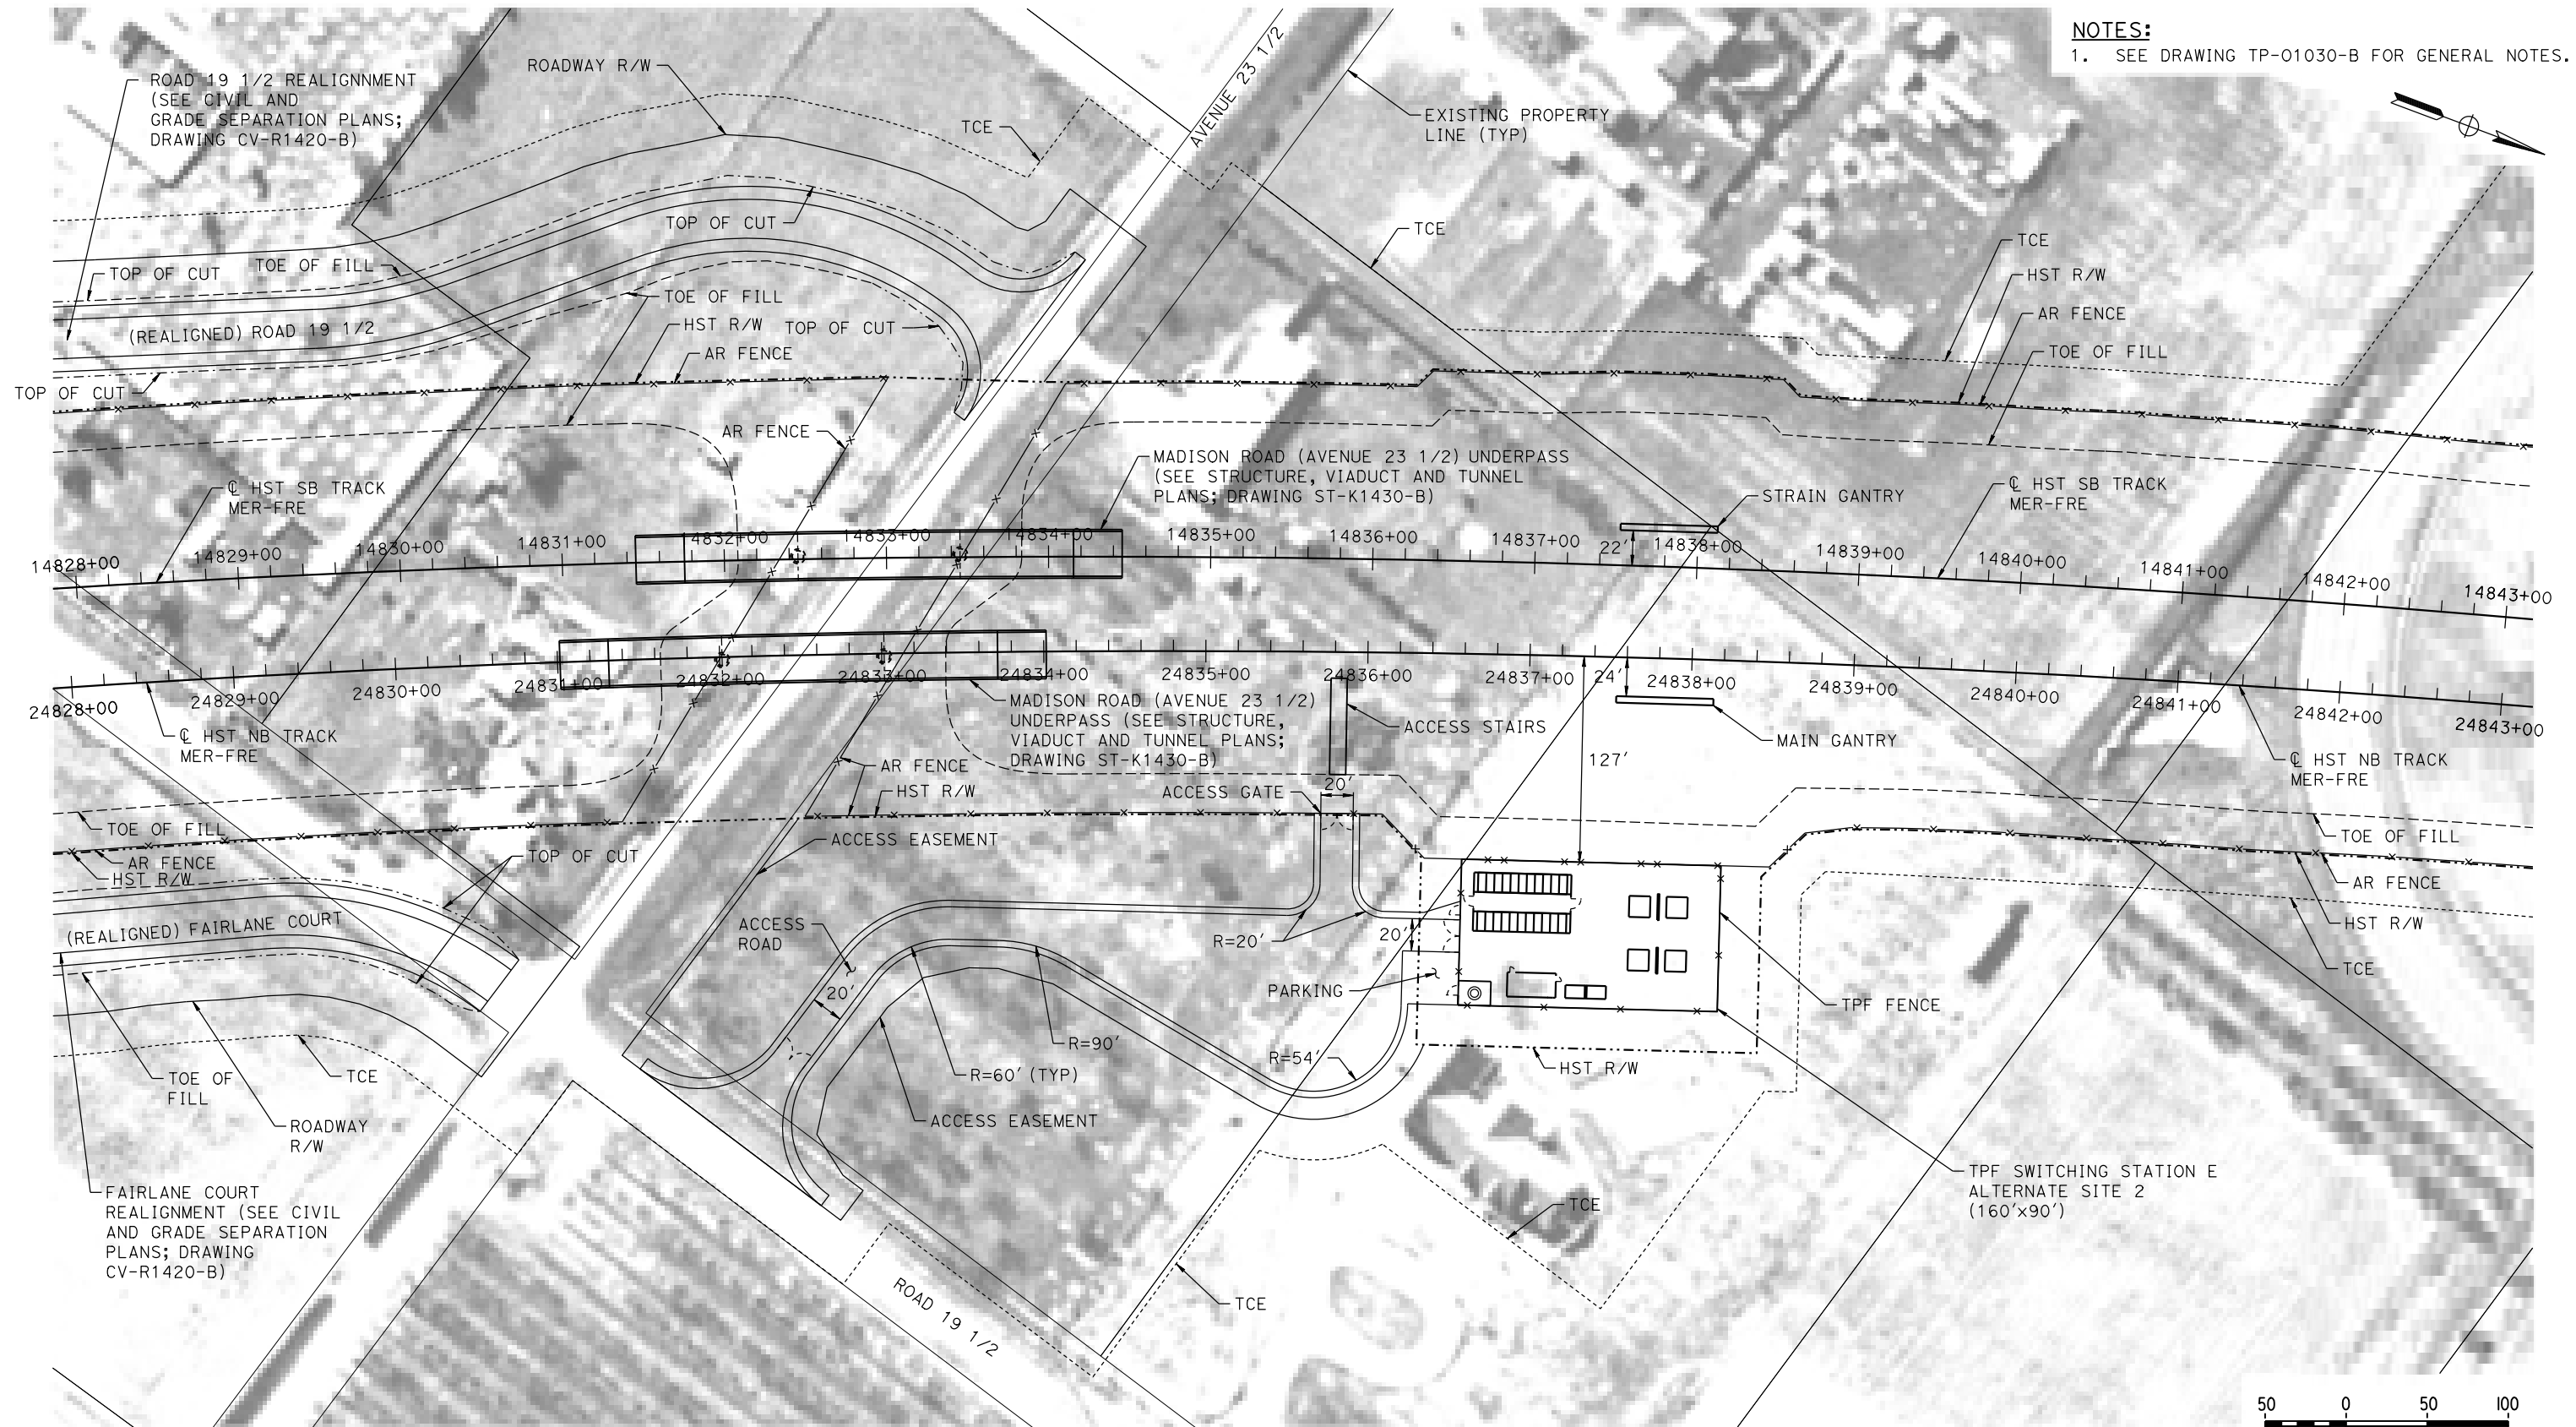 NOTES:
1. SEE DRAWING TP-O1030-B FOR GENERAL NOTES.
ROAD 19 1/2 REALIGNNMENT
(SEE CIVIL AND
GRADE SEPARATION PLANS;
DRAWING CV-R1420-B)
ROADWAY R/W
TCE
AVENUE 23 1/2
EXISTING PROPERTY
LINE (TYP)
TOP OF CUT
TCE
TCE
HST R/W
AR FENCE
TOE OF FILL
TOP OF CUT
TOE OF FILL
TOE OF FILL
HST R/W
TOP OF CUT
AR FENCE
(REALIGNED) ROAD 19 1/2
TOP OF CUT
AR FENCE
MADISON ROAD (AVENUE 23 1/2) UNDERPASS
(SEE STRUCTURE, VIADUCT AND TUNNEL
PLANS; DRAWING ST-K1430-B)
℄ HST SB TRACK
MER-FRE
℄ HST SB TRACK
MER-FRE
STRAIN GANTRY
22'
14828+00
14829+00
14830+00
14831+00
14832+00
14833+00
14834+00
14835+00
14836+00
14837+00
14838+00
14839+00
14840+00
14841+00
14842+00
14843+00
24828+00
24829+00
24830+00
24831+00
24832+00
24833+00
24834+00
24835+00
24836+00
24837+00
24'
24838+00
24839+00
24840+00
24841+00
24842+00
24843+00
℄ HST NB TRACK
MER-FRE
MADISON ROAD (AVENUE 23 1/2)
UNDERPASS (SEE STRUCTURE,
VIADUCT AND TUNNEL PLANS;
DRAWING ST-K1430-B)
ACCESS STAIRS
MAIN GANTRY
127'
℄ HST NB TRACK
MER-FRE
AR FENCE
HST R/W
ACCESS GATE
20'
TOE OF FILL
AR FENCE
HST R/W
ACCESS EASEMENT
TOP OF CUT
TOE OF FILL
AR FENCE
HST R/W
TCE
(REALIGNED) FAIRLANE COURT
ACCESS
ROAD
R=20'
20'
PARKING
TPF FENCE
20'
R=90'
R=60' (TYP)
R=54'
HST R/W
ACCESS EASEMENT
TOE OF
FILL
TCE
ROADWAY
R/W
FAIRLANE COURT
REALIGNMENT (SEE CIVIL
AND GRADE SEPARATION
PLANS; DRAWING
CV-R1420-B)
TPF SWITCHING STATION E
ALTERNATE SITE 2
(160'x90')
TCE
TCE
ROAD 19 1/2
50 0 50 100